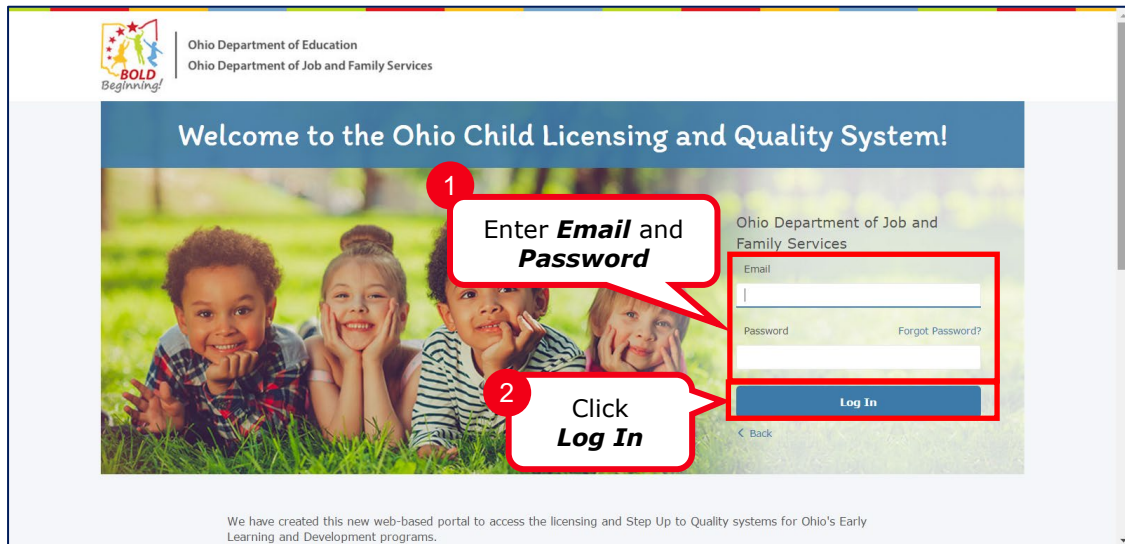 BOLD
Beginning!
Ohio Department of Education
Ohio Department of Job and Family Services
Welcome to the Ohio Child Licensing and Quality System!
1
Enter Email and
Password
Ohio Department of Job and
Family Services
Email
Password
Forgot Password?
2
Click
Log In
Log In
< Back
We have created this new web-based portal to access the licensing and Step Up to Quality systems for Ohio's Early
Learning and Development programs.